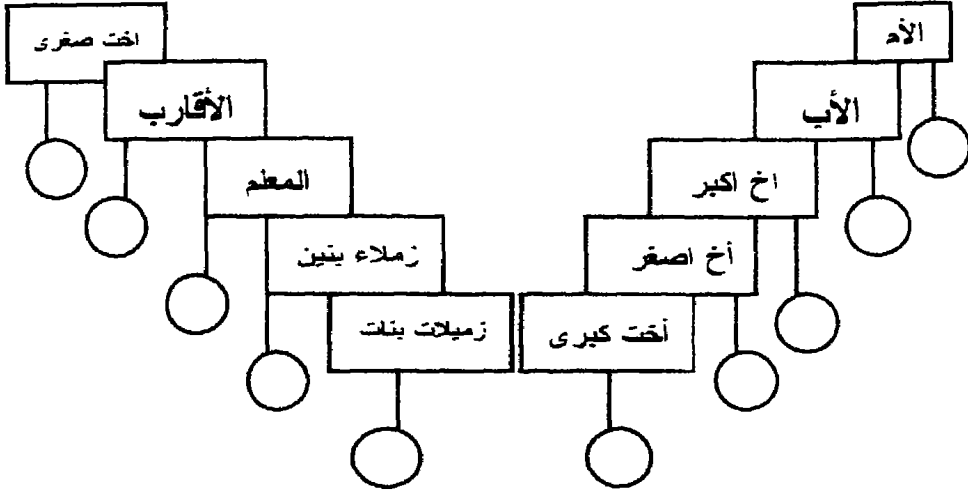 الأم
الأب
اخ اكبر
أخ اصغر
أخت كبرى
اخت صغرى
الأقارب
المعلم
زملاء بنين
زميلات بنات